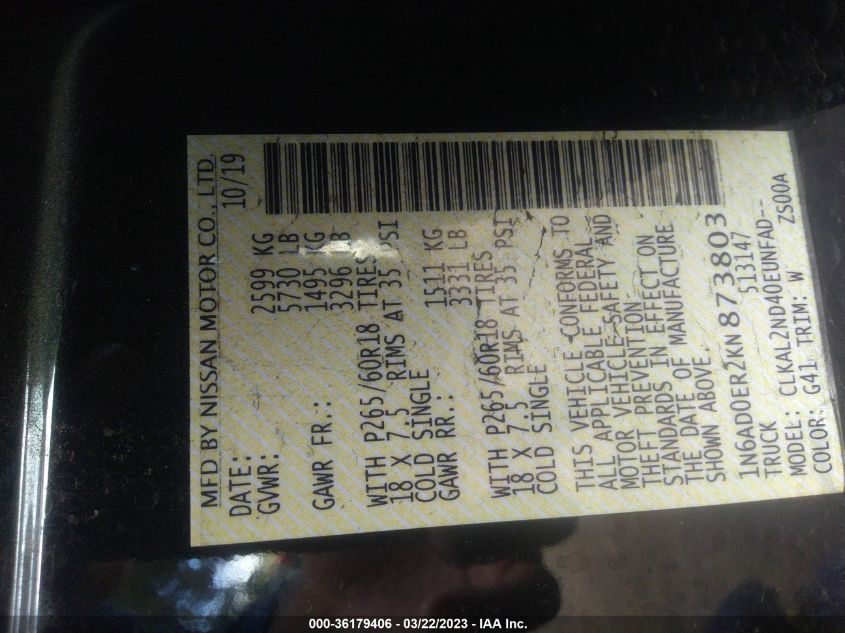 MFD BY NISSAN MOTOR CO., LTD.
DATE: 10/19
GVWR: 2599 KG
5730 LB
GAWR FR.: 1495 KG
3296 LB
WITH P265/60R18 TIRES
18 X 7.5 RIMS AT 35 PSI
COLD SINGLE
GAWR RR.: 1511 KG
3331 LB
WITH P265/60R18 TIRES
18 X 7.5 RIMS AT 35 PSI
COLD SINGLE
THIS VEHICLE CONFORMS TO
ALL APPLICABLE FEDERAL
MOTOR VEHICLE SAFETY AND
THEFT PREVENTION
STANDARDS IN EFFECT ON
THE DATE OF MANUFACTURE
SHOWN ABOVE
1N6AD0ER2KN873803
TRUCK 513147
MODEL: CLKAL2ND40EUNFAD--
COLOR: G41 TRIM: W ZS00A
000-36179406 - 03/22/2023 - IAA Inc.